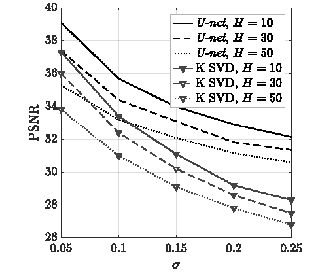 40
38
36
34
32
30
28
26
PSNR
U-net, H = 10
U-net, H = 30
U-net, H = 50
K SVD, H = 10
K SVD, H = 30
K SVD, H = 50
0.05 0.1 0.15 0.2 0.25
σ